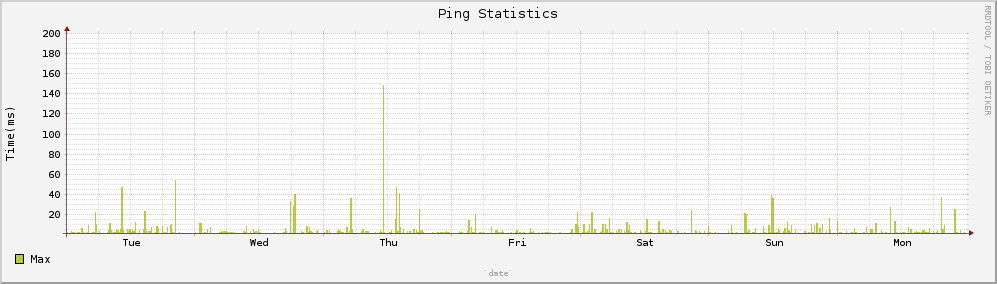 Ping Statistics
RRDTOOL / TOBI OETIKER
Time(ms)
200
180
160
140
120
100
80
60
40
20
Tue Wed Thu Fri Sat Sun Mon
Max
`date`